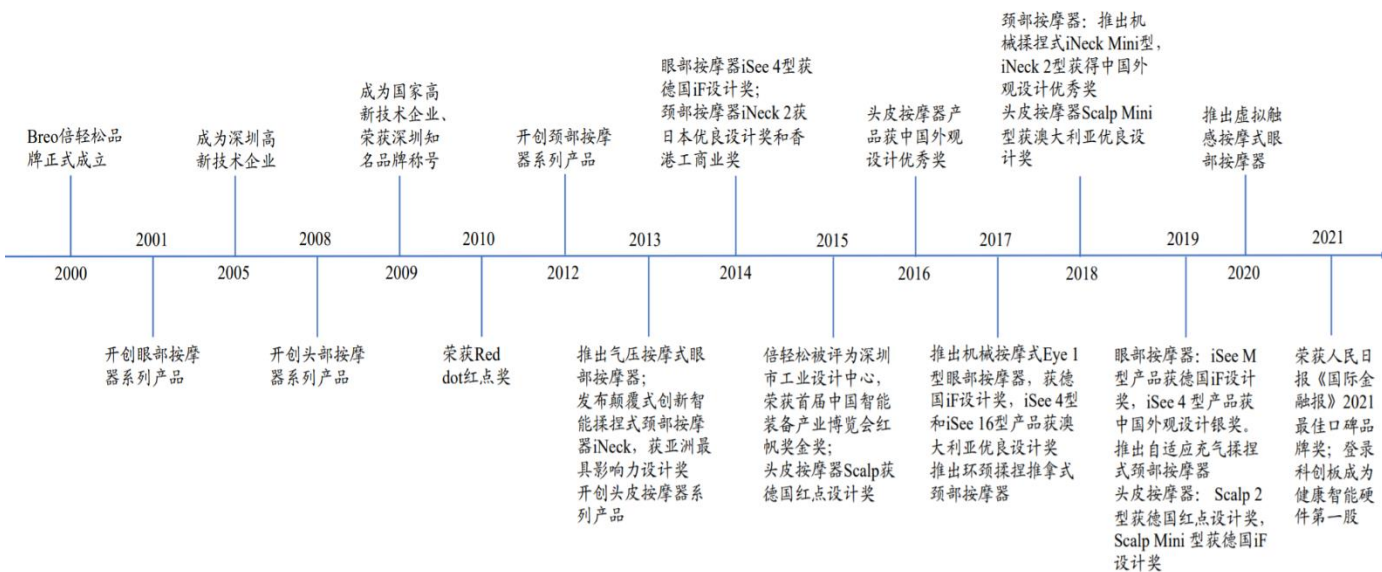 Breo倍轻松品
牌正式成立
成为深圳高
新技术企业
成为国家高
新技术企业、
荣获深圳知
名品牌称号
开创颈部按摩
器系列产品
眼部按摩器iSee 4型获
德国iF设计奖；
颈部按摩器iNeck 2获
日本优良设计奖和香
港工商业奖
头皮按摩器产
品获中国外观
设计优秀奖
颈部按摩器：推出机
械揉捏式iNeck Mini型，
iNeck 2型获得中国外
观设计优秀奖
头皮按摩器Scalp Mini
型获澳大利亚优良设
计奖
推出虚拟触
感按摩式眼
部按摩器
2001
2008
2010
2013
2015
2017
2019
2021
2000
2005
2009
2012
2014
2016
2018
2020
开创眼部按摩
器系列产品
开创头部按摩
器系列产品
荣获Red
dot红点奖
推出气压按摩式眼
部按摩器；
发布颠覆式创新智
能揉捏式颈部按摩
器iNeck，获亚洲最
具影响力设计奖
开创头皮按摩器系
列产品
倍轻松被评为深圳
市工业设计中心，
荣获首届中国智能
装备产业博览会红
帆奖金奖；
头皮按摩器Scalp获
德国红点设计奖
推出机械按摩式Eye 1
型眼部按摩器，获德
国iF设计奖，iSee 4型
和iSee 16型产品获澳
大利亚优良设计奖
推出环颈揉捏推拿式
颈部按摩器
眼部按摩器：iSee M
型产品获德国iF设计
奖，iSee 4 型产品获
中国外观设计银奖。
推出自适应充气揉捏
式颈部按摩器
头皮按摩器： Scalp 2
型获德国红点设计奖，
Scalp Mini 型获德国iF
设计奖
荣获人民日
报《国际金
融报》2021
最佳口碑品
牌奖；登录
科创板成为
健康智能硬
件第一股